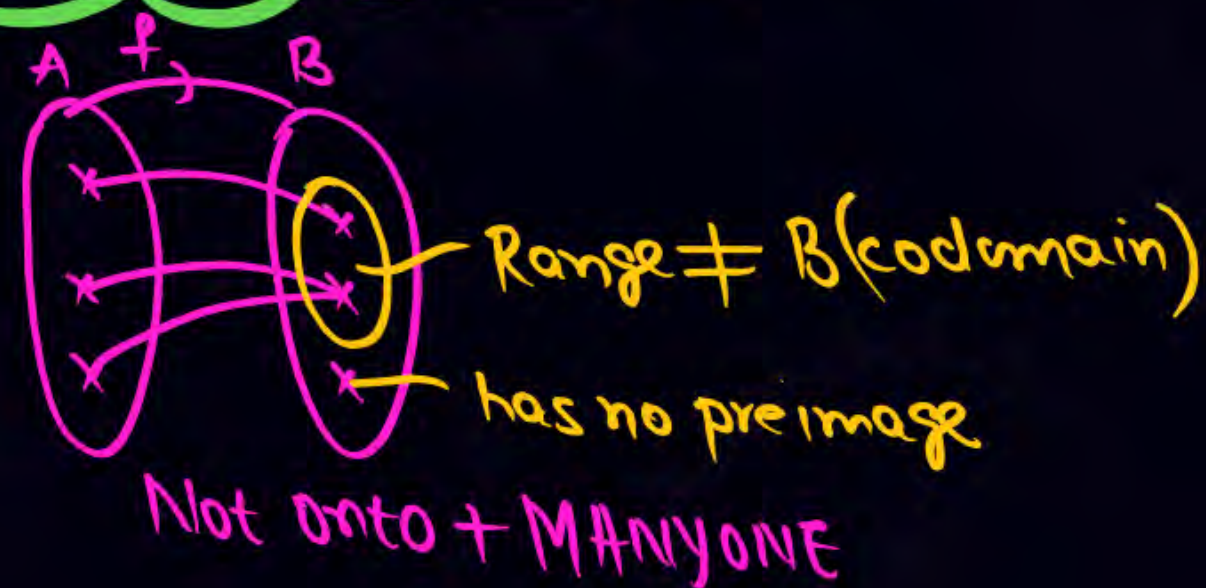 A f B
Range ≠ B(codomain)
has no preimage
Not onto + MANYONE